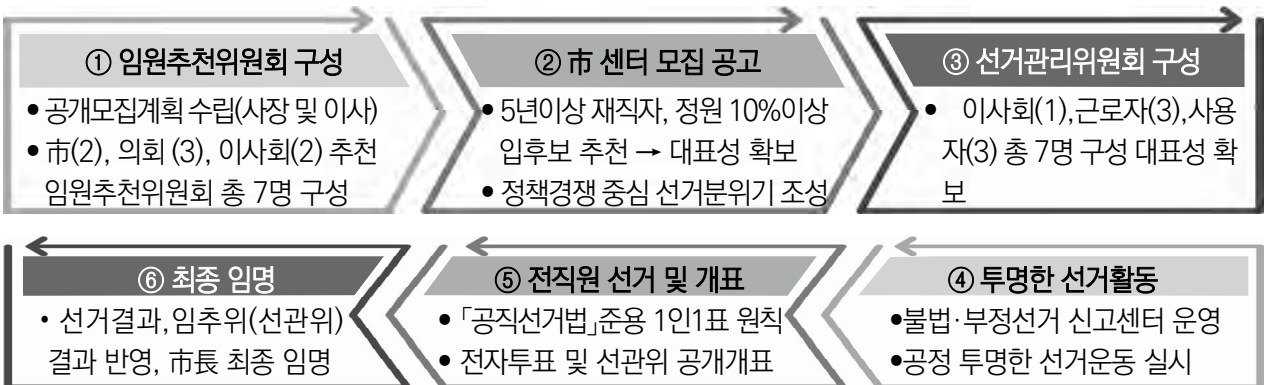 ① 임원추천위원회 구성
● 공개모집계획 수립(사장 및 이사)
● 市(2), 의회 (3), 이사회(2) 추천
임원추천위원회 총 7명 구성
② 市 센터 모집 공고
● 5년이상 재직자, 정원 10%이상
입후보 추천 → 대표성 확보
● 정책경쟁 중심 선거분위기 조성
③ 선거관리위원회 구성
● 이사회(1),근로자(3),사용
자(3) 총 7명 구성 대표성 확
보
④ 투명한 선거활동
●불법·부정선거 신고센터 운영
●공정 투명한 선거운동 실시
⑤ 전직원 선거 및 개표
● 「공직선거법」준용 1인1표 원칙
● 전자투표 및 선관위 공개개표
⑥ 최종 임명
• 선거결과,임추위(선관위)
결과 반영, 市長 최종 임명